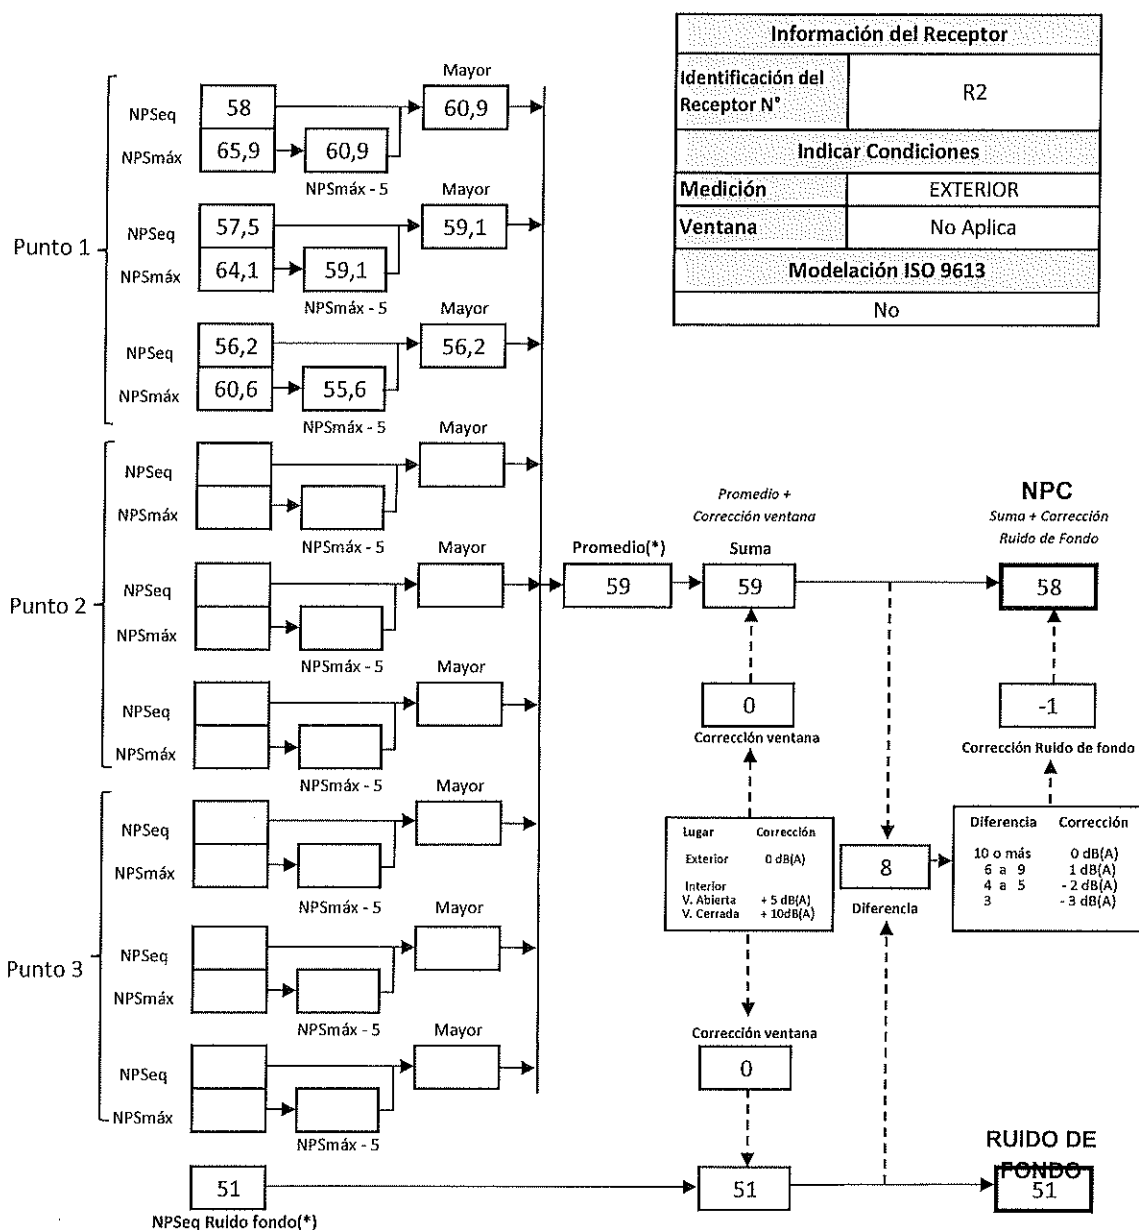 Información del Receptor
Identificación del
Receptor N°
R2
Indicar Condiciones
Medición
EXTERIOR
Ventana
No Aplica
Modelación ISO 9613
No
Punto 1
Mayor
NPSeq
58
60,9
NPSmáx
65,9
60,9
NPSmáx - 5
Mayor
NPSeq
57,5
59,1
NPSmáx
64,1
59,1
NPSmáx - 5
Mayor
NPSeq
56,2
56,2
NPSmáx
60,6
55,6
NPSmáx - 5
Punto 2
Mayor
NPSeq
NPSmáx
NPSmáx - 5
Mayor
NPSeq
NPSmáx
NPSmáx - 5
Mayor
NPSeq
NPSmáx
NPSmáx - 5
Punto 3
Mayor
NPSeq
NPSmáx
NPSmáx - 5
Mayor
NPSeq
NPSmáx
NPSmáx - 5
Mayor
NPSeq
NPSmáx
NPSmáx - 5
Promedio(*)
59
Promedio +
Corrección ventana
Suma
59
NPC
Suma + Corrección
Ruido de Fondo
58
0
Corrección ventana
-1
Corrección Ruido de fondo
Lugar Corrección
Exterior 0 dB(A)
Interior
V. Abierta + 5 dB(A)
V. Cerrada + 10dB(A)
8
Diferencia
Diferencia Corrección
10 o más 0 dB(A)
6 a 9 1 dB(A)
4 a 5 - 2 dB(A)
3 - 3 dB(A)
Corrección ventana
0
51
NPSeq Ruido fondo(*)
51
RUIDO DE
FONDO
51